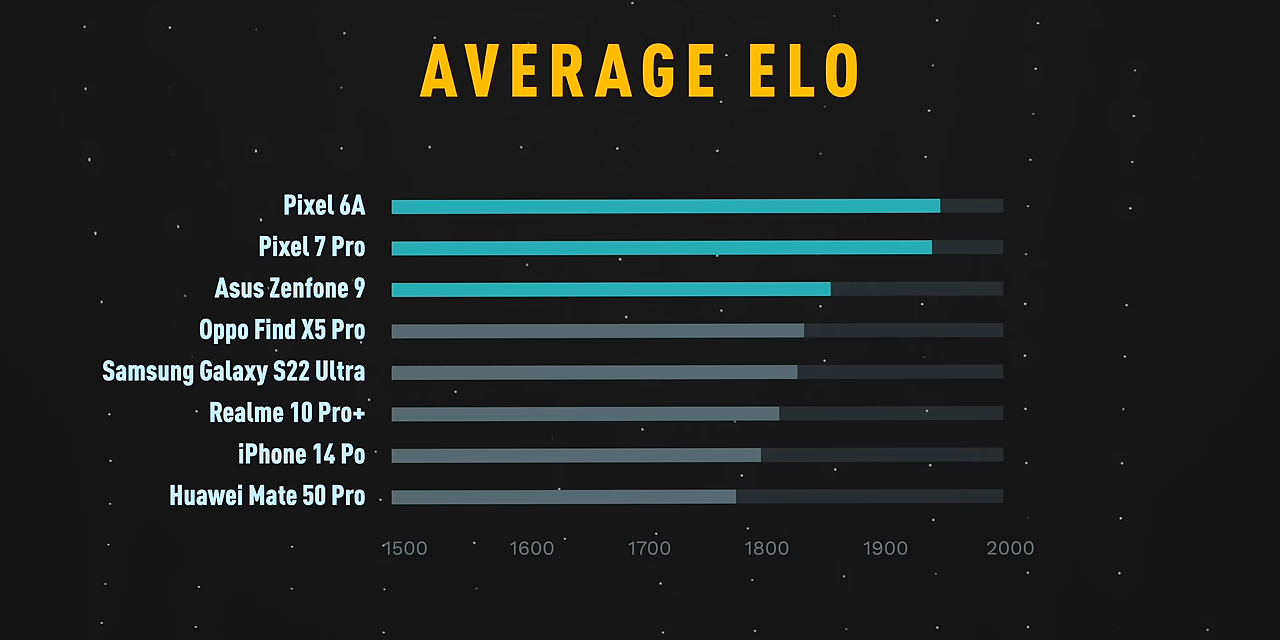 AVERAGE ELO
Pixel 6A
Pixel 7 Pro
Asus Zenfone 9
Oppo Find X5 Pro
Samsung Galaxy S22 Ultra
Realme 10 Pro+
iPhone 14 Po
Huawei Mate 50 Pro
1500 1600 1700 1800 1900 2000